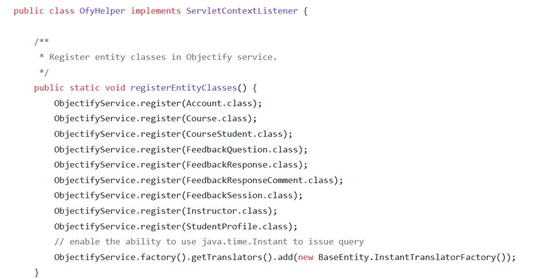 public class OfyHelper implements ServletContextListener {
/**
* Register entity classes in Objectify service.
*/
public static void registerEntityClasses() {
ObjectifyService.register(Account.class);
ObjectifyService.register(Course.class);
ObjectifyService.register(CourseStudent.class);
ObjectifyService.register(FeedbackQuestion.class);
ObjectifyService.register(FeedbackResponse.class);
ObjectifyService.register(FeedbackResponseComment.class);
ObjectifyService.register(FeedbackSession.class);
ObjectifyService.register(Instructor.class);
ObjectifyService.register(StudentProfile.class);
// enable the ability to use java.time.Instant to issue query
ObjectifyService.factory().getTranslators().add(new BaseEntity.InstantTranslatorFactory());
}